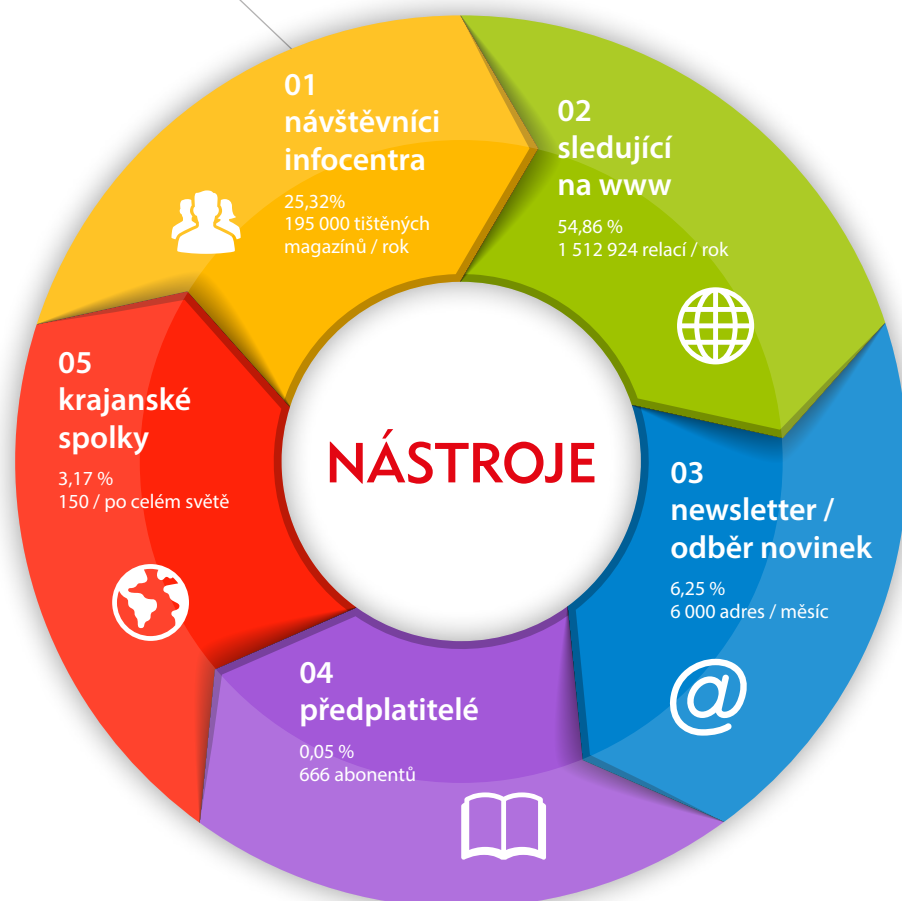 01
návštěvníci
infocentra
25,32%
195 000 tištěných
magazínů / rok
02
sledující
na www
54,86 %
1 512 924 relací / rok
03
newsletter /
odběr novinek
6,25 %
6 000 adres / měsíc
@
04
předplatitelé
0,05 %
666 abonentů
05
krajanské
spolky
3,17 %
150 / po celém světě
NÁSTROJE